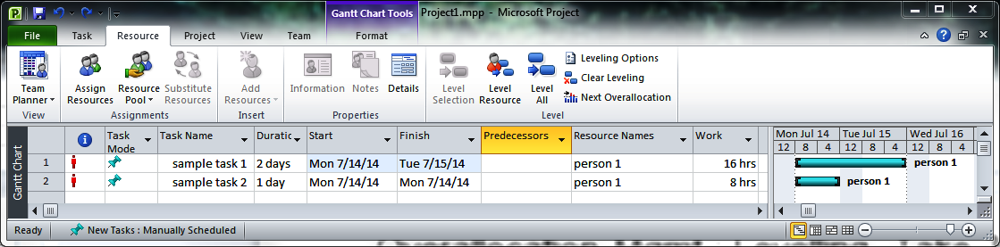 Gantt Chart Tools Project1.mpp - Microsoft Project
File Task Resource Project View Team Format
Team Planner Assign Resources Resource Pool Substitute Resources Add Resources Information Notes Details Level Selection Level Resource Level All Leveling Options
Clear Leveling
Next Overallocation
View Assignments Insert Properties Level
Task Mode Task Name Duratic Start Finish Predecessors Resource Names Work Mon Jul 14 Tue Jul 15 Wed Jul 16
12 8 4 12 8 4 12 8 4
1 sample task 1 2 days Mon 7/14/14 Tue 7/15/14 person 1 16 hrs person 1
2 sample task 2 1 day Mon 7/14/14 Mon 7/14/14 person 1 8 hrs person 1
Gantt Chart
Ready New Tasks : Manually Scheduled